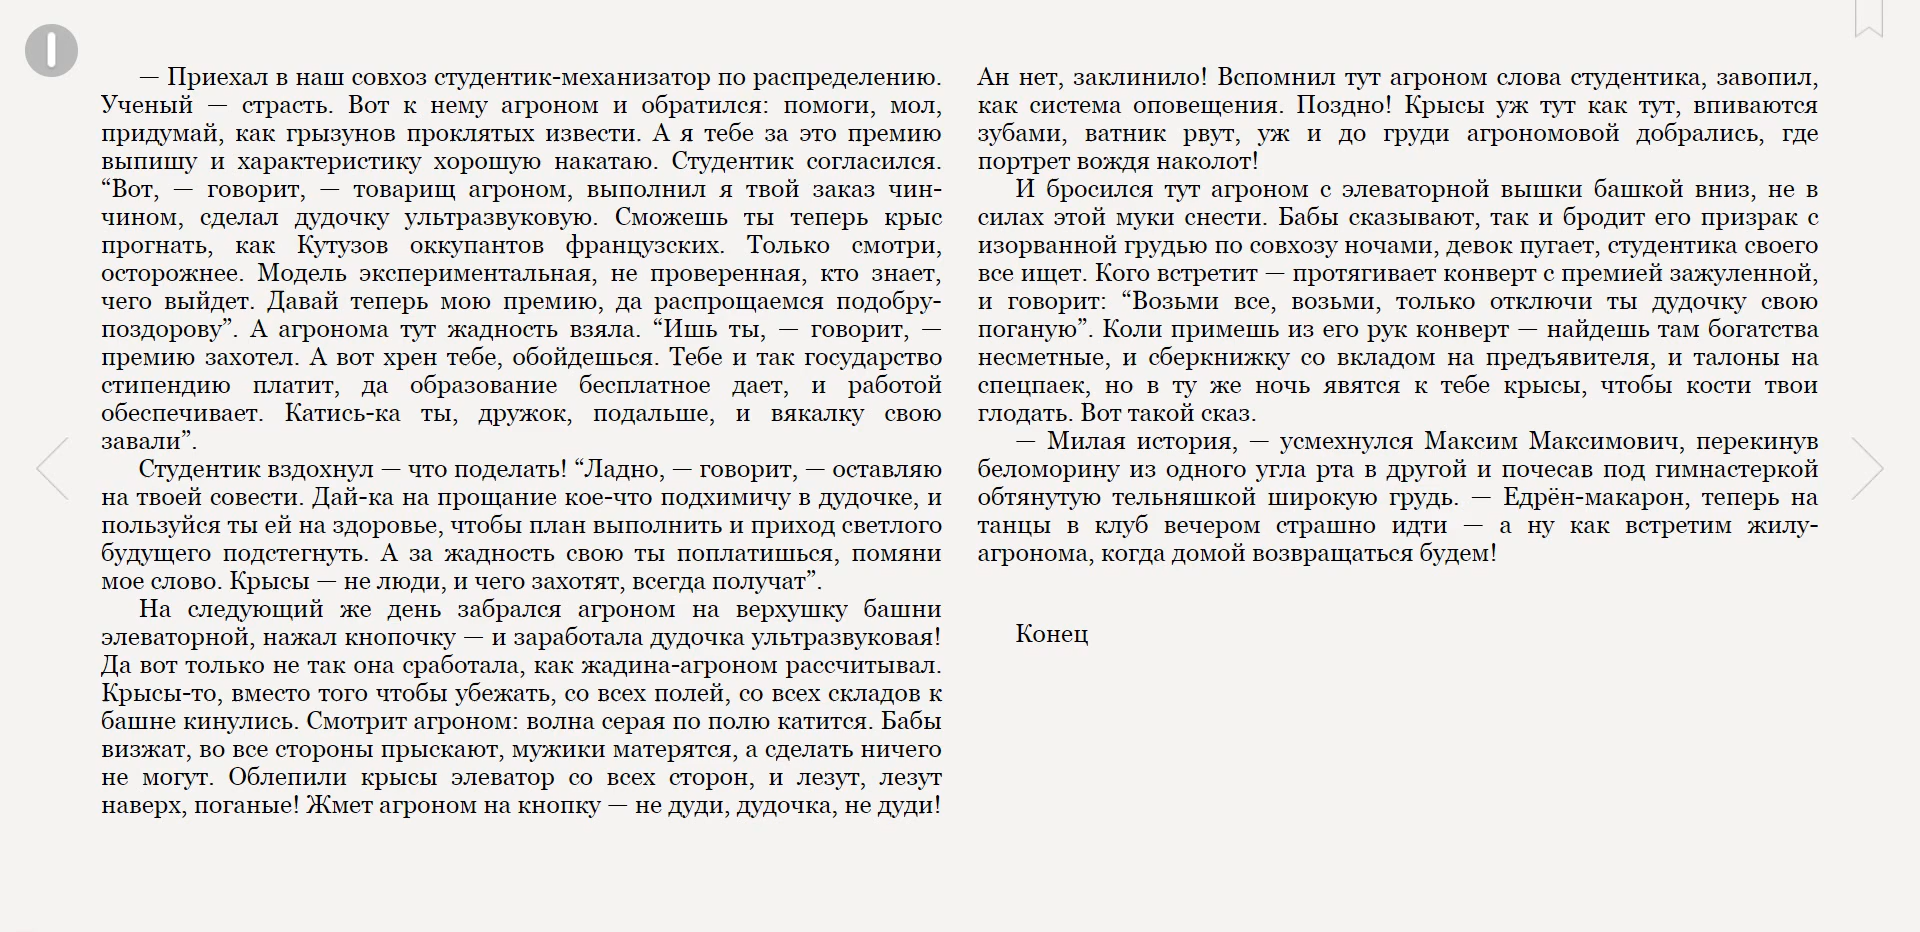 — Приехал в наш совхоз студентик-механизатор по распределению.
Ученый — страсть. Вот к нему агроном и обратился: помоги, мол,
придумай, как грызунов проклятых извести. А я тебе за это премию
выпишу и характеристику хорошую накатаю. Студентик согласился.
“Вот, — говорит, — товарищ агроном, выполнил я твой заказ чин-
чином, сделал дудочку ультразвуковую. Сможешь ты теперь крыс
прогнать, как Кутузов оккупантов французских. Только смотри,
осторожнее. Модель экспериментальная, не проверенная, кто знает,
чего выйдет. Давай теперь мою премию, да распрощаемся подобру-
поздорову”. А агронома тут жадность взяла. “Ишь ты, — говорит, —
премию захотел. А вот хрен тебе, обойдешься. Тебе и так государство
стипендию платит, да образование бесплатное дает, и работой
обеспечивает. Катись-ка ты, дружок, подальше, и вякалку свою
завали”.
Студентик вздохнул — что поделать! “Ладно, — говорит, — оставляю
на твоей совести. Дай-ка на прощание кое-что подхимичу в дудочке, и
пользуйся ты ей на здоровье, чтобы план выполнить и приход светлого
будущего подстегнуть. А за жадность свою ты поплатишься, помяни
мое слово. Крысы — не люди, и чего захотят, всегда получат”.
На следующий же день забрался агроном на верхушку башни
элеваторной, нажал кнопочку — и заработала дудочка ультразвуковая!
Да вот только не так она сработала, как жадина-агроном рассчитывал.
Крысы-то, вместо того чтобы убежать, со всех полей, со всех складов к
башне кинулись. Смотрит агроном: волна серая по полю катится. Бабы
визжат, во все стороны прыскают, мужики матерятся, а сделать ничего
не могут. Облепили крысы элеватор со всех сторон, и лезут, лезут
наверх, поганые! Жмет агроном на кнопку — не дуди, дудочка, не дуди!
Ан нет, заклинило! Вспомнил тут агроном слова студентика, завопил,
как система оповещения. Поздно! Крысы уж тут как тут, впиваются
зубами, ватник рвут, уж и до груди агрономовой добрались, где
портрет вождя наколот!
И бросился тут агроном с элеваторной вышки башкой вниз, не в
силах этой муки снести. Бабы сказывают, так и бродит его призрак с
изорванной грудью по совхозу ночами, девок пугает, студентика своего
все ищет. Кого встретит — протягивает конверт с премией зажуленной,
и говорит: “Возьми все, возьми, только отключи ты дудочку свою
поганую”. Коли примешь из его рук конверт — найдешь там богатства
несметные, и сберкнижку со вкладом на предъявителя, и талоны на
спецпаек, но в ту же ночь явятся к тебе крысы, чтобы кости твои
глодать. Вот такой сказ.
— Милая история, — усмехнулся Максим Максимович, перекинув
беломорину из одного угла рта в другой и почесав под гимнастеркой
обтянутую тельняшкой широкую грудь. — Едрён-макарон, теперь на
танцы в клуб вечером страшно идти — а ну как встретим жилу-
агронома, когда домой возвращаться будем!
Конец